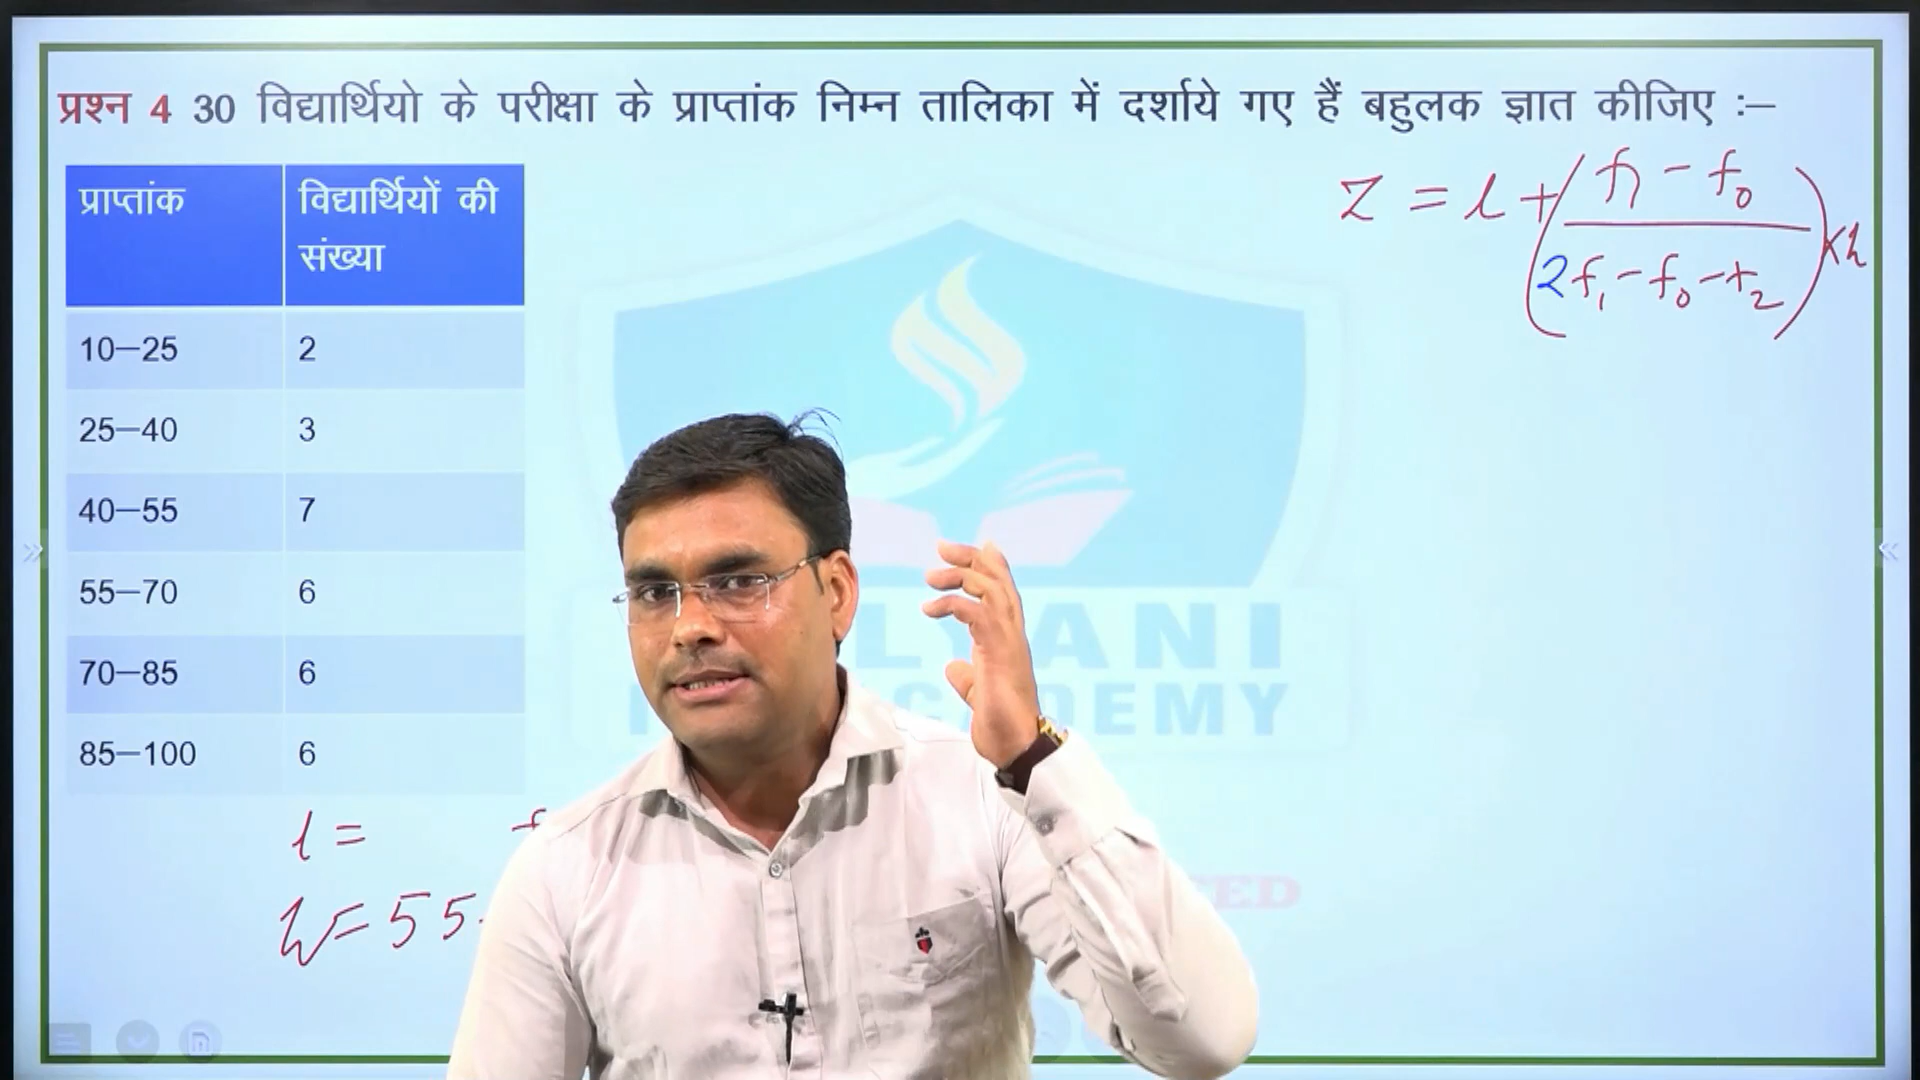 प्रश्न 4 30 विद्यार्थियो के परीक्षा के प्राप्तांक निम्न तालिका में दर्शाये गए हैं बहुलक ज्ञात कीजिए :–
प्राप्तांक विद्यार्थियों की संख्या
10–25 2
25–40 3
40–55 7
55–70 6
70–85 6
85–100 6
Z = l + (f1 - f0 / 2f1 - f0 - f2) × h
l =
h = 55-